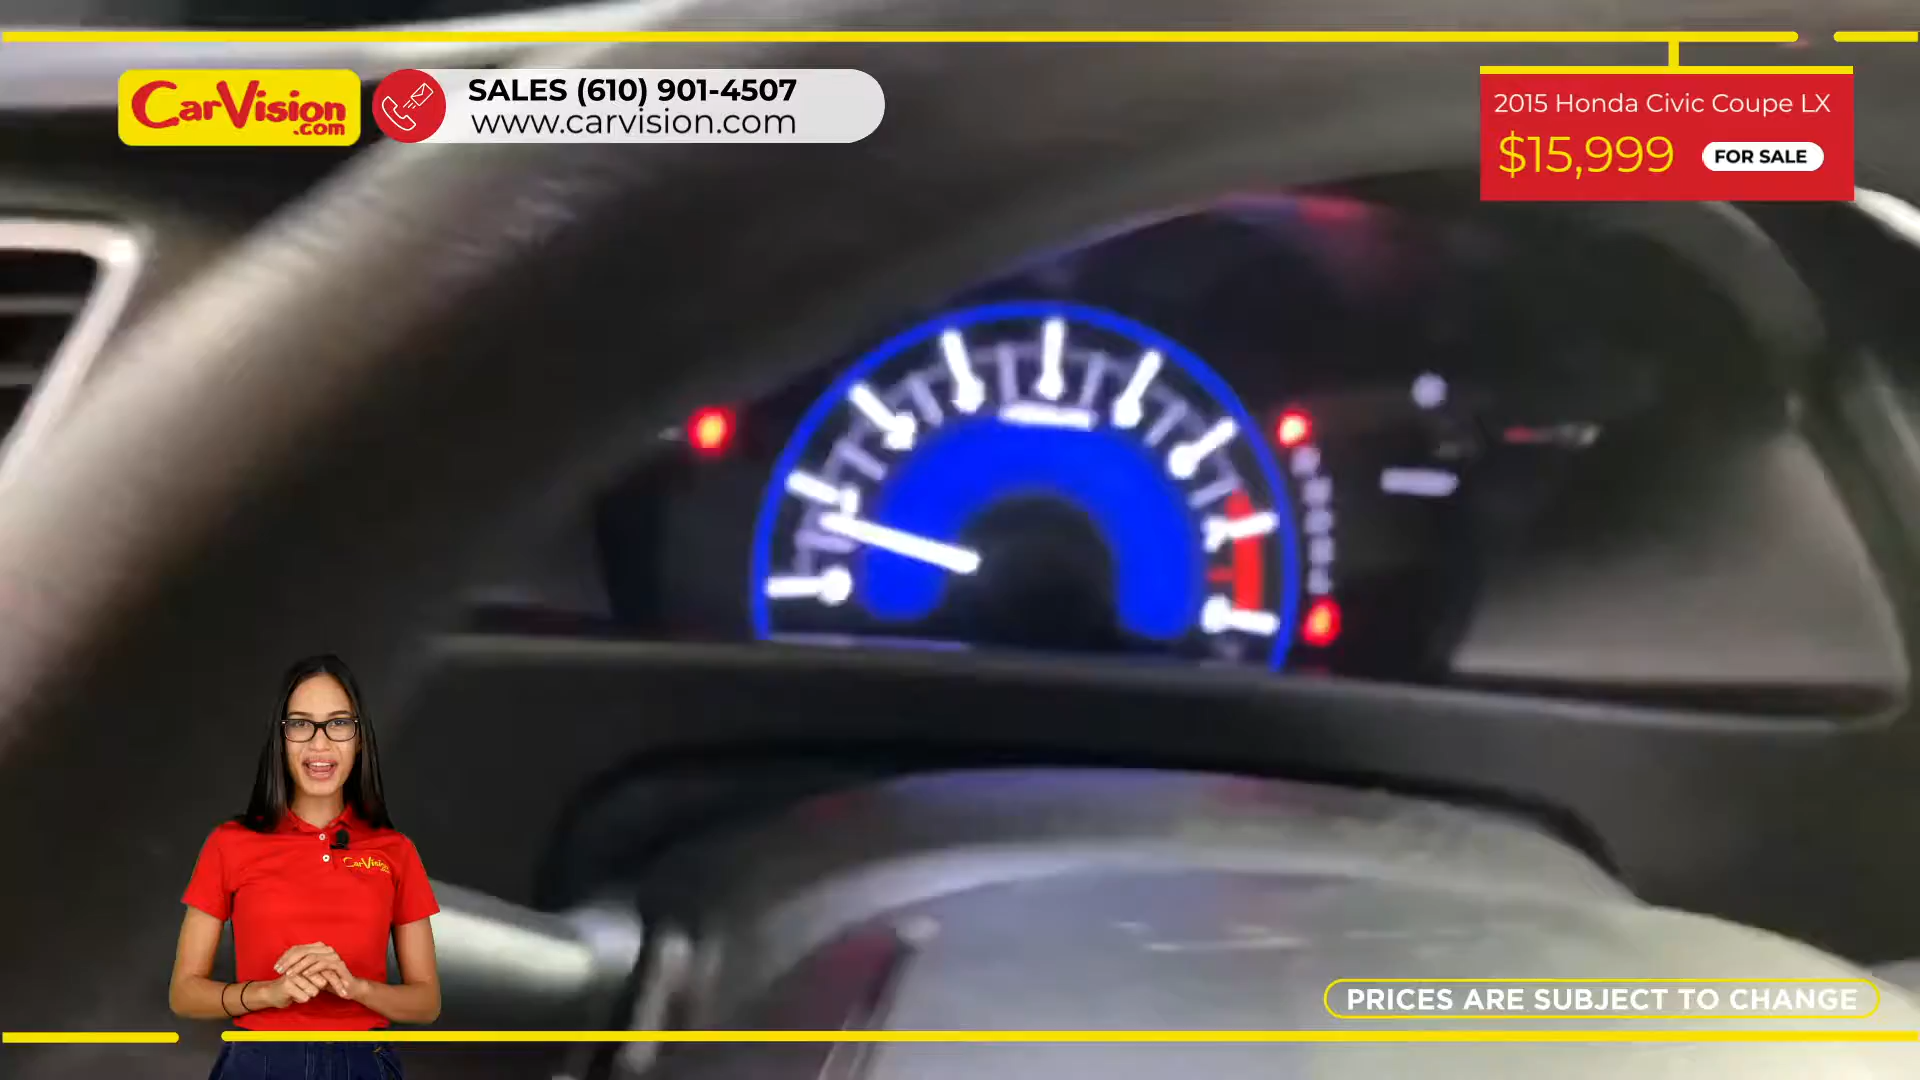 CarVision
.com
SALES (610) 901-4507
www.carvision.com
2015 Honda Civic Coupe LX
$15,999
FOR SALE
CarVision
PRICES ARE SUBJECT TO CHANGE